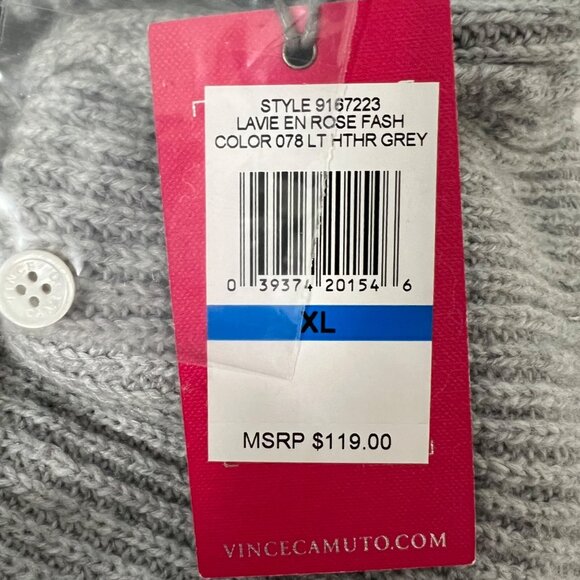 STYLE 9167223
LAVIE EN ROSE FASH
COLOR 078 LT HTHR GREY
0 39374 20154 6
XL
MSRP $119.00
VINCECAMUTO.COM